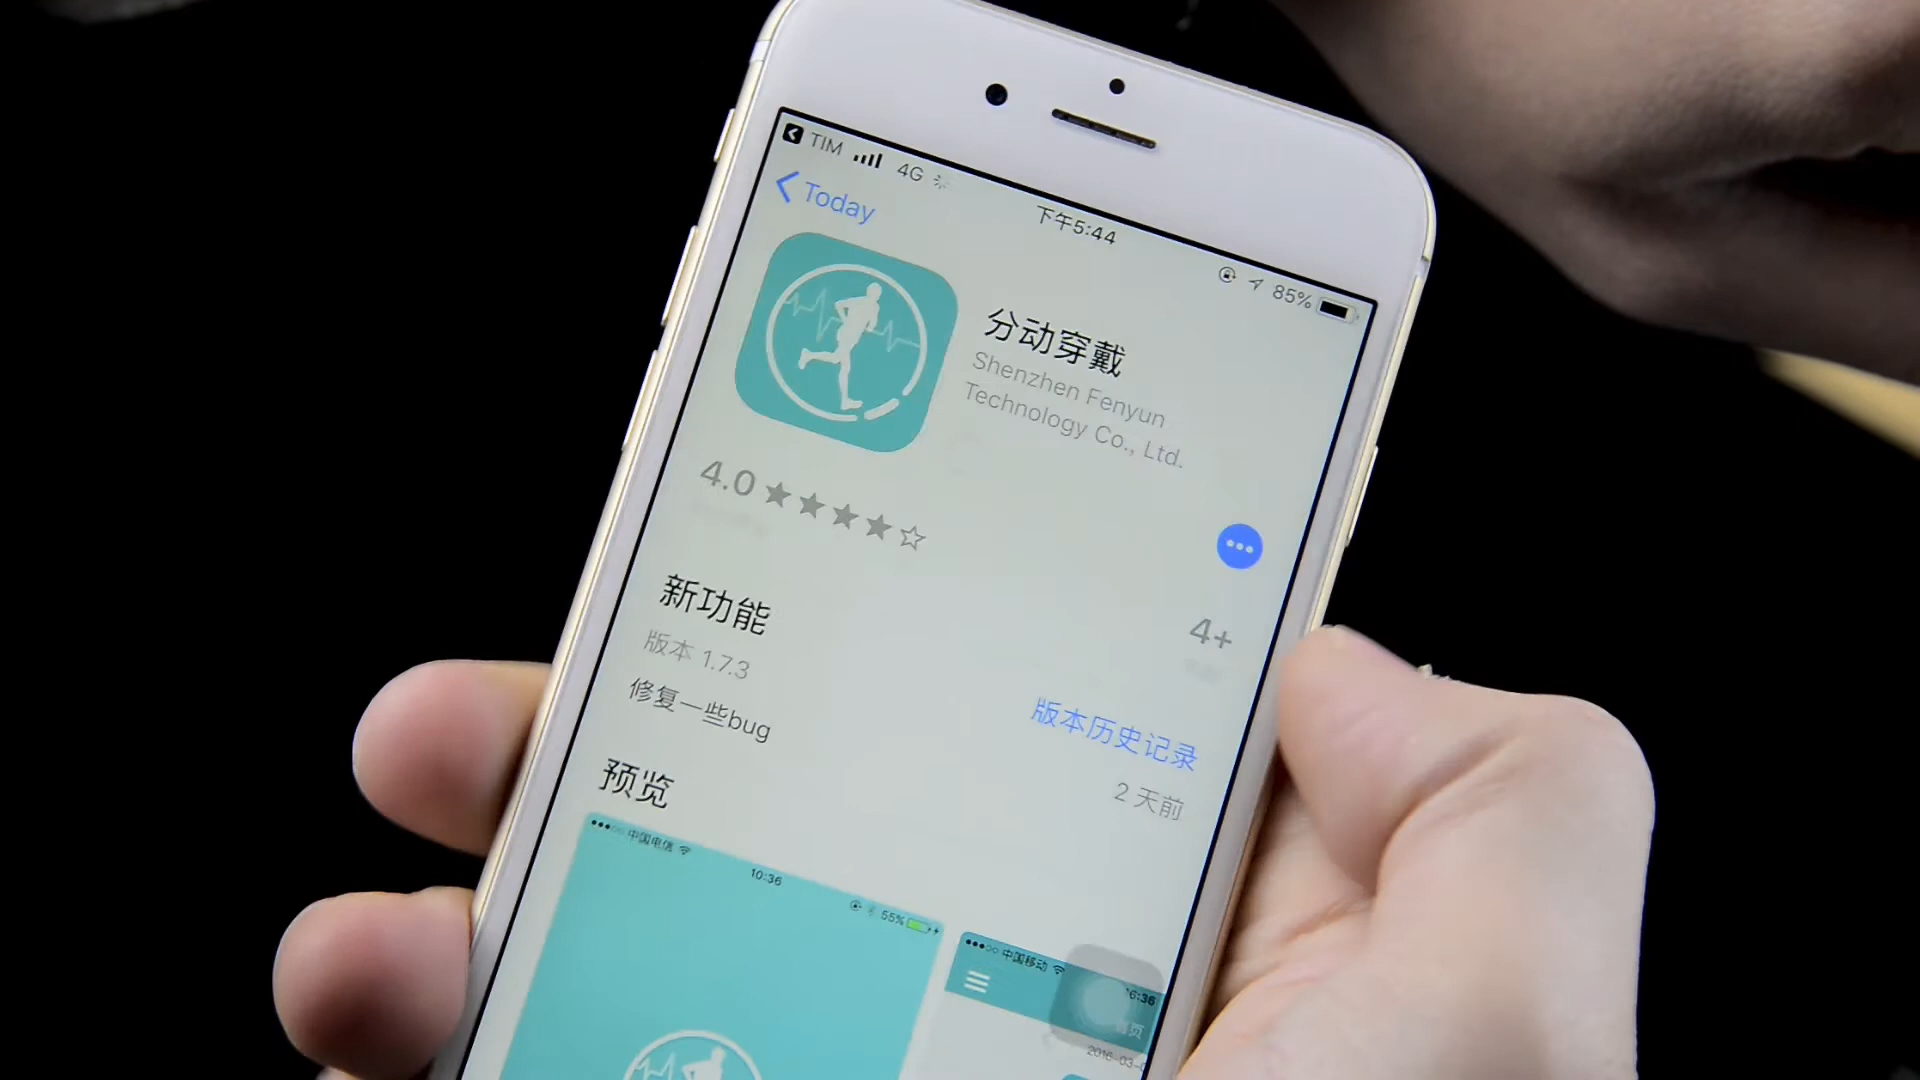 TIM 4G
下午5:44
85%
Today
分动穿戴
Shenzhen Fenyun
Technology Co., Ltd.
4.0
4+
新功能
版本历史记录
版本 1.7.3
2 天前
修复一些bug
预览
中国电信
10:36
55%
中国移动
6:36
页